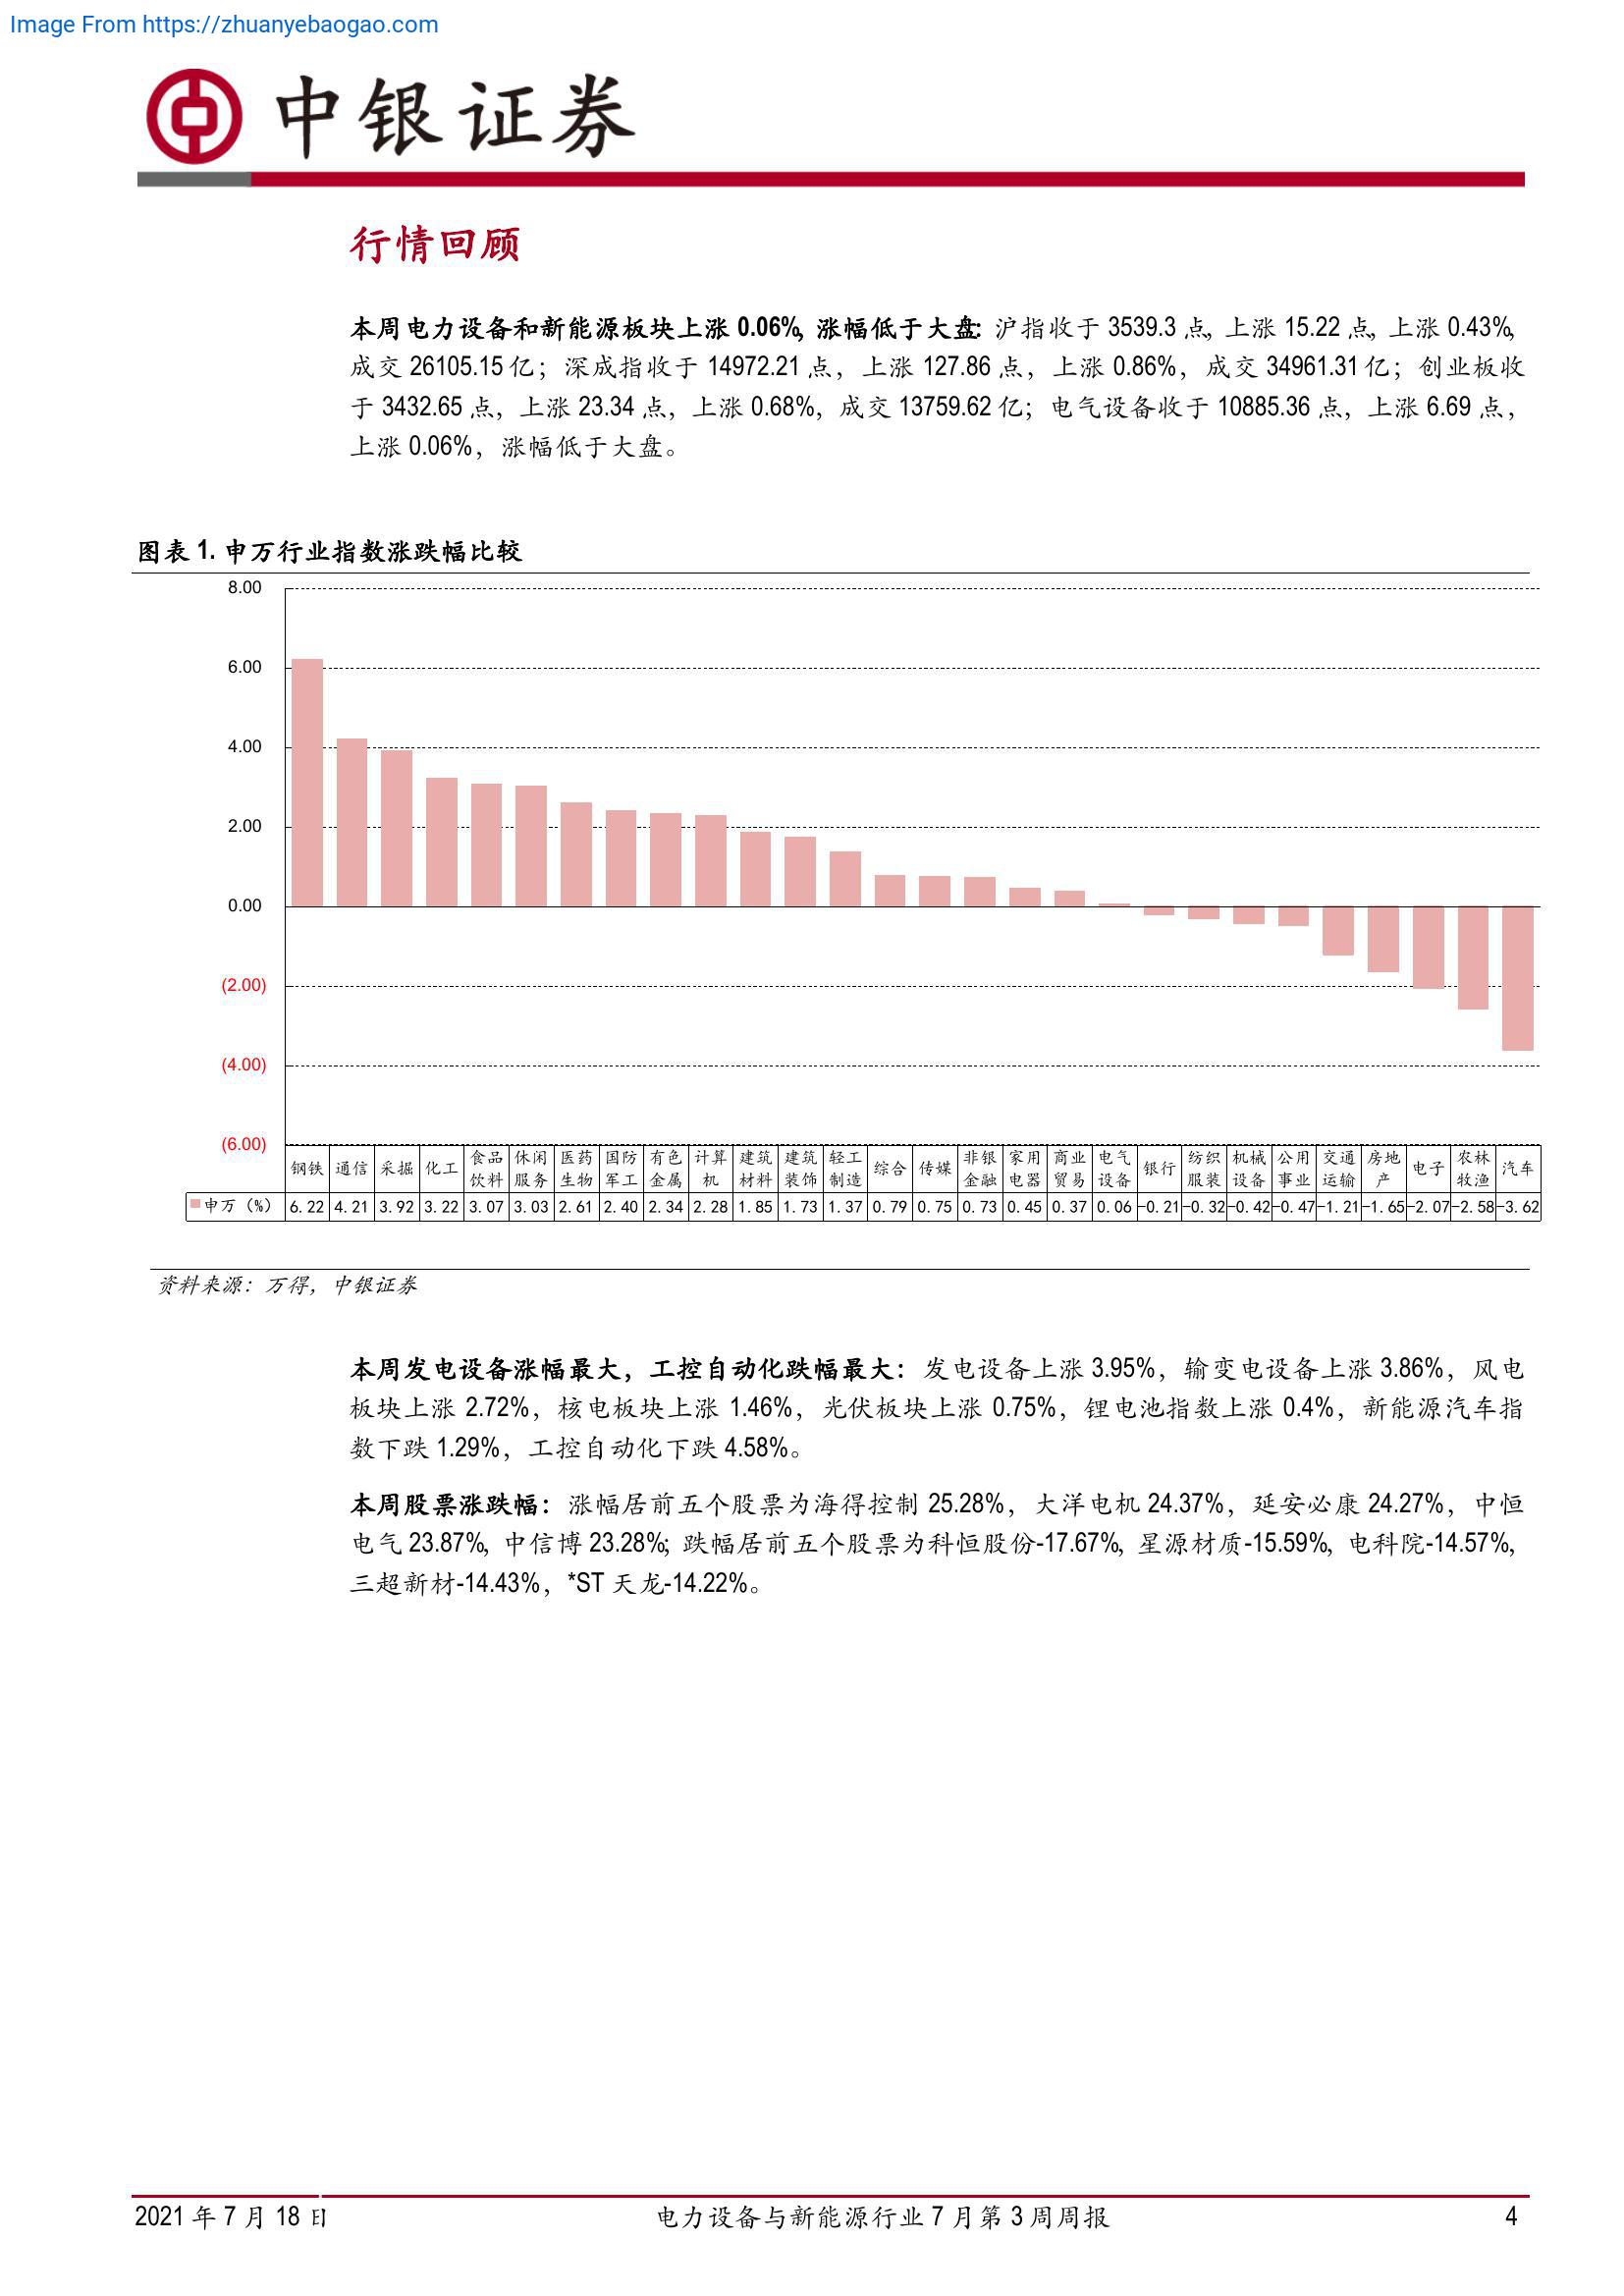 Image From https://zhuanyebaogao.com
中银证券
行情回顾
本周电力设备和新能源板块上涨 0.06%，涨幅低于大盘：沪指收于 3539.3 点，上涨 15.22 点，上涨 0.43%，
成交 26105.15 亿；深成指收于 14972.21 点，上涨 127.86 点，上涨 0.86%，成交 34961.31 亿；创业板收
于 3432.65 点，上涨 23.34 点，上涨 0.68%，成交 13759.62 亿；电气设备收于 10885.36 点，上涨 6.69 点，
上涨 0.06%，涨幅低于大盘。
图表 1. 申万行业指数涨跌幅比较
8.00
6.00
4.00
2.00
0.00
(2.00)
(4.00)
(6.00)
钢铁 通信 采掘 化工 食品饮料 休闲服务 医药生物 国防军工 有色金属 计算机 建筑材料 建筑装饰 轻工制造 综合 传媒 非银金融 家用电器 商业贸易 电气设备 银行 纺织服装 机械设备 公用事业 交通运输 房地产 电子 农林牧渔 汽车
申万（%） 6.22 4.21 3.92 3.22 3.07 3.03 2.61 2.40 2.34 2.28 1.85 1.73 1.37 0.79 0.75 0.73 0.45 0.37 0.06 -0.21 -0.32 -0.42 -0.47 -1.21 -1.65 -2.07 -2.58 -3.62
资料来源：万得，中银证券
本周发电设备涨幅最大，工控自动化跌幅最大：发电设备上涨 3.95%，输变电设备上涨 3.86%，风电
板块上涨 2.72%，核电板块上涨 1.46%，光伏板块上涨 0.75%，锂电池指数上涨 0.4%，新能源汽车指
数下跌 1.29%，工控自动化下跌 4.58%。
本周股票涨跌幅：涨幅居前五个股票为海得控制 25.28%，大洋电机 24.37%，延安必康 24.27%，中恒
电气 23.87%，中信博 23.28%；跌幅居前五个股票为科恒股份-17.67%，星源材质-15.59%，电科院-14.57%，
三超新材-14.43%，*ST 天龙-14.22%。
2021 年 7 月 18 日
电力设备与新能源行业 7 月第 3 周周报
4